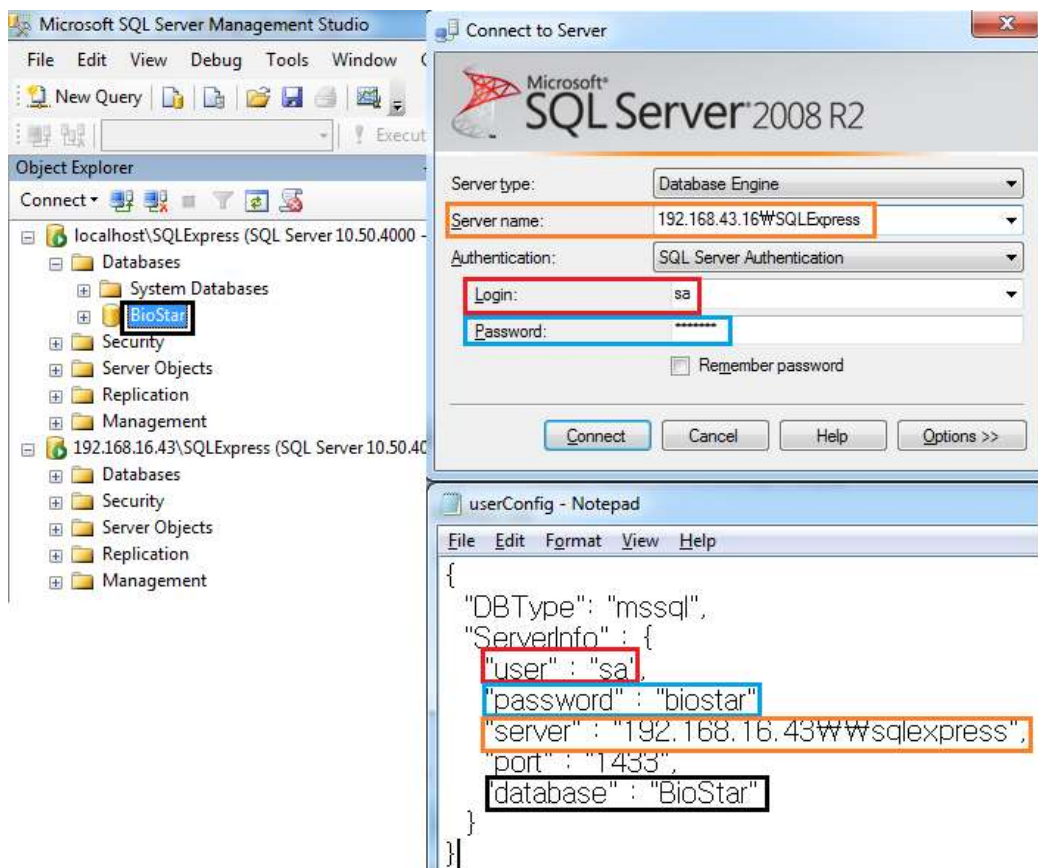 Microsoft SQL Server Management Studio
File Edit View Debug Tools Window
New Query
Execut
Object Explorer
Connect
localhost\SQLExpress (SQL Server 10.50.4000 -
Databases
System Databases
BioStar
Security
Server Objects
Replication
Management
192.168.16.43\SQLExpress (SQL Server 10.50.40
Databases
Security
Server Objects
Replication
Management
Connect to Server
Microsoft®
SQL Server® 2008 R2
Server type: Database Engine
Server name: 192.168.43.16₩SQLExpress
Authentication: SQL Server Authentication
Login: sa
Password: *******
Remember password
Connect Cancel Help Options >>
userConfig - Notepad
File Edit Format View Help
{
"DBType": "mssql",
"ServerInfo" : {
"user" : "sa",
"password" : "biostar"
"server" : "192.168.16.43₩₩sqlexpress",
"port" : "1433",
"database" : "BioStar"
}
}